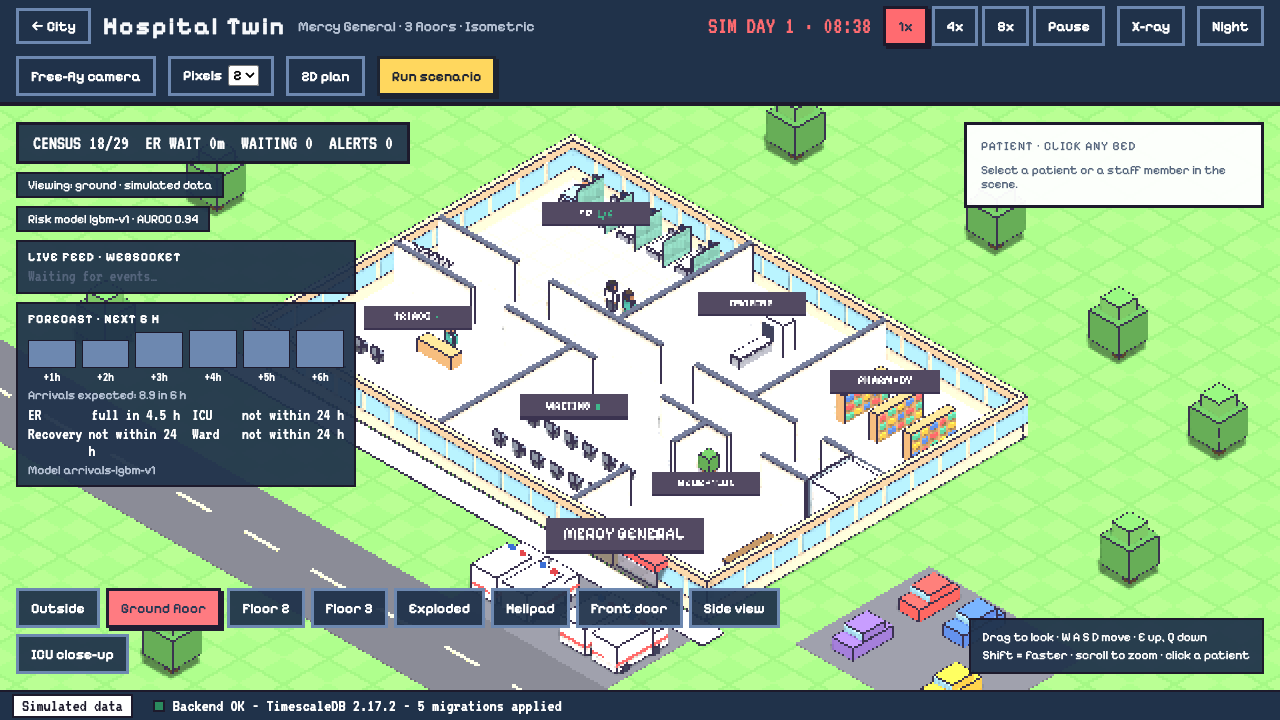 ← City
Hospital Twin
Mercy General · 3 floors · Isometric
SIM DAY 1 · 08:38
1x
4x
8x
Pause
X-ray
Night
Free-fly camera
Pixels 2
2D plan
Run scenario
CENSUS 18/29 ER WAIT 0m WAITING 0 ALERTS 0
Viewing: ground · simulated data
Risk model lgbm-v1 · AUROC 0.94
LIVE FEED · WEBSOCKET
Waiting for events…
FORECAST · NEXT 6 H
+1h +2h +3h +4h +5h +6h
Arrivals expected: 8.9 in 6 h
ER full in 4.5 h ICU not within 24 h
Recovery not within 24 h Ward not within 24 h
Model arrivals-lgbm-v1
PATIENT · CLICK ANY BED
Select a patient or a staff member in the
scene.
TRIAGE
PHARMACY
WAITING
MERCY GENERAL
Outside
Ground floor
Floor 2
Floor 3
Exploded
Helipad
Front door
Side view
ICU close-up
Drag to look · W A S D move · E up, Q down
Shift = faster · scroll to zoom · click a patient
Simulated data
Backend OK - TimescaleDB 2.17.2 - 5 migrations applied